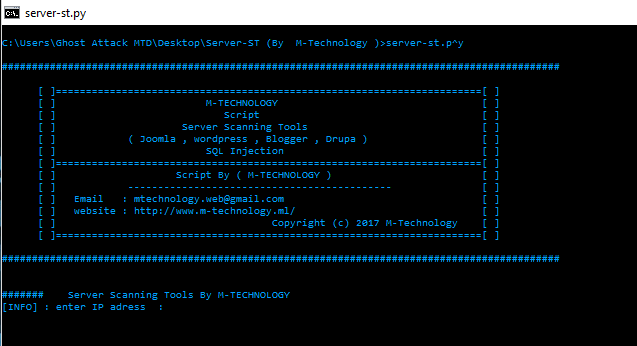 server-st.py
C:\Users\Ghost Attack MTD\Desktop\Server-ST (By  M-Technology )>server-st.p^y
#############################################################################################
[ ]=======================================================================[ ]
[ ] M-TECHNOLOGY [ ]
[ ] Script [ ]
[ ] Server Scanning Tools [ ]
[ ] ( Joomla , wordpress , Blogger , Drupa ) [ ]
[ ] SQL Injection [ ]
[ ]=======================================================================[ ]
[ ] Script By ( M-TECHNOLOGY ) [ ]
[ ] -------------------------------------------- [ ]
[ ] Email   : mtechnology.web@gmail.com [ ]
[ ] website : http://www.m-technology.ml/ [ ]
[ ] Copyright (c) 2017 M-Technology [ ]
[ ]=======================================================================[ ]
#############################################################################################
#######    Server Scanning Tools By M-TECHNOLOGY
[INFO] : enter IP adress  :